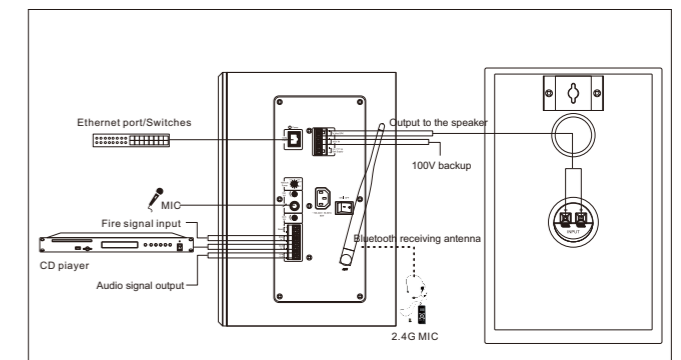 Ethernet port/Switches
Output to the speaker
100V backup
MIC
Fire signal input
CD piayer
Bluetooth receiving antenna
Audio signal output
2.4G MIC
INPUT